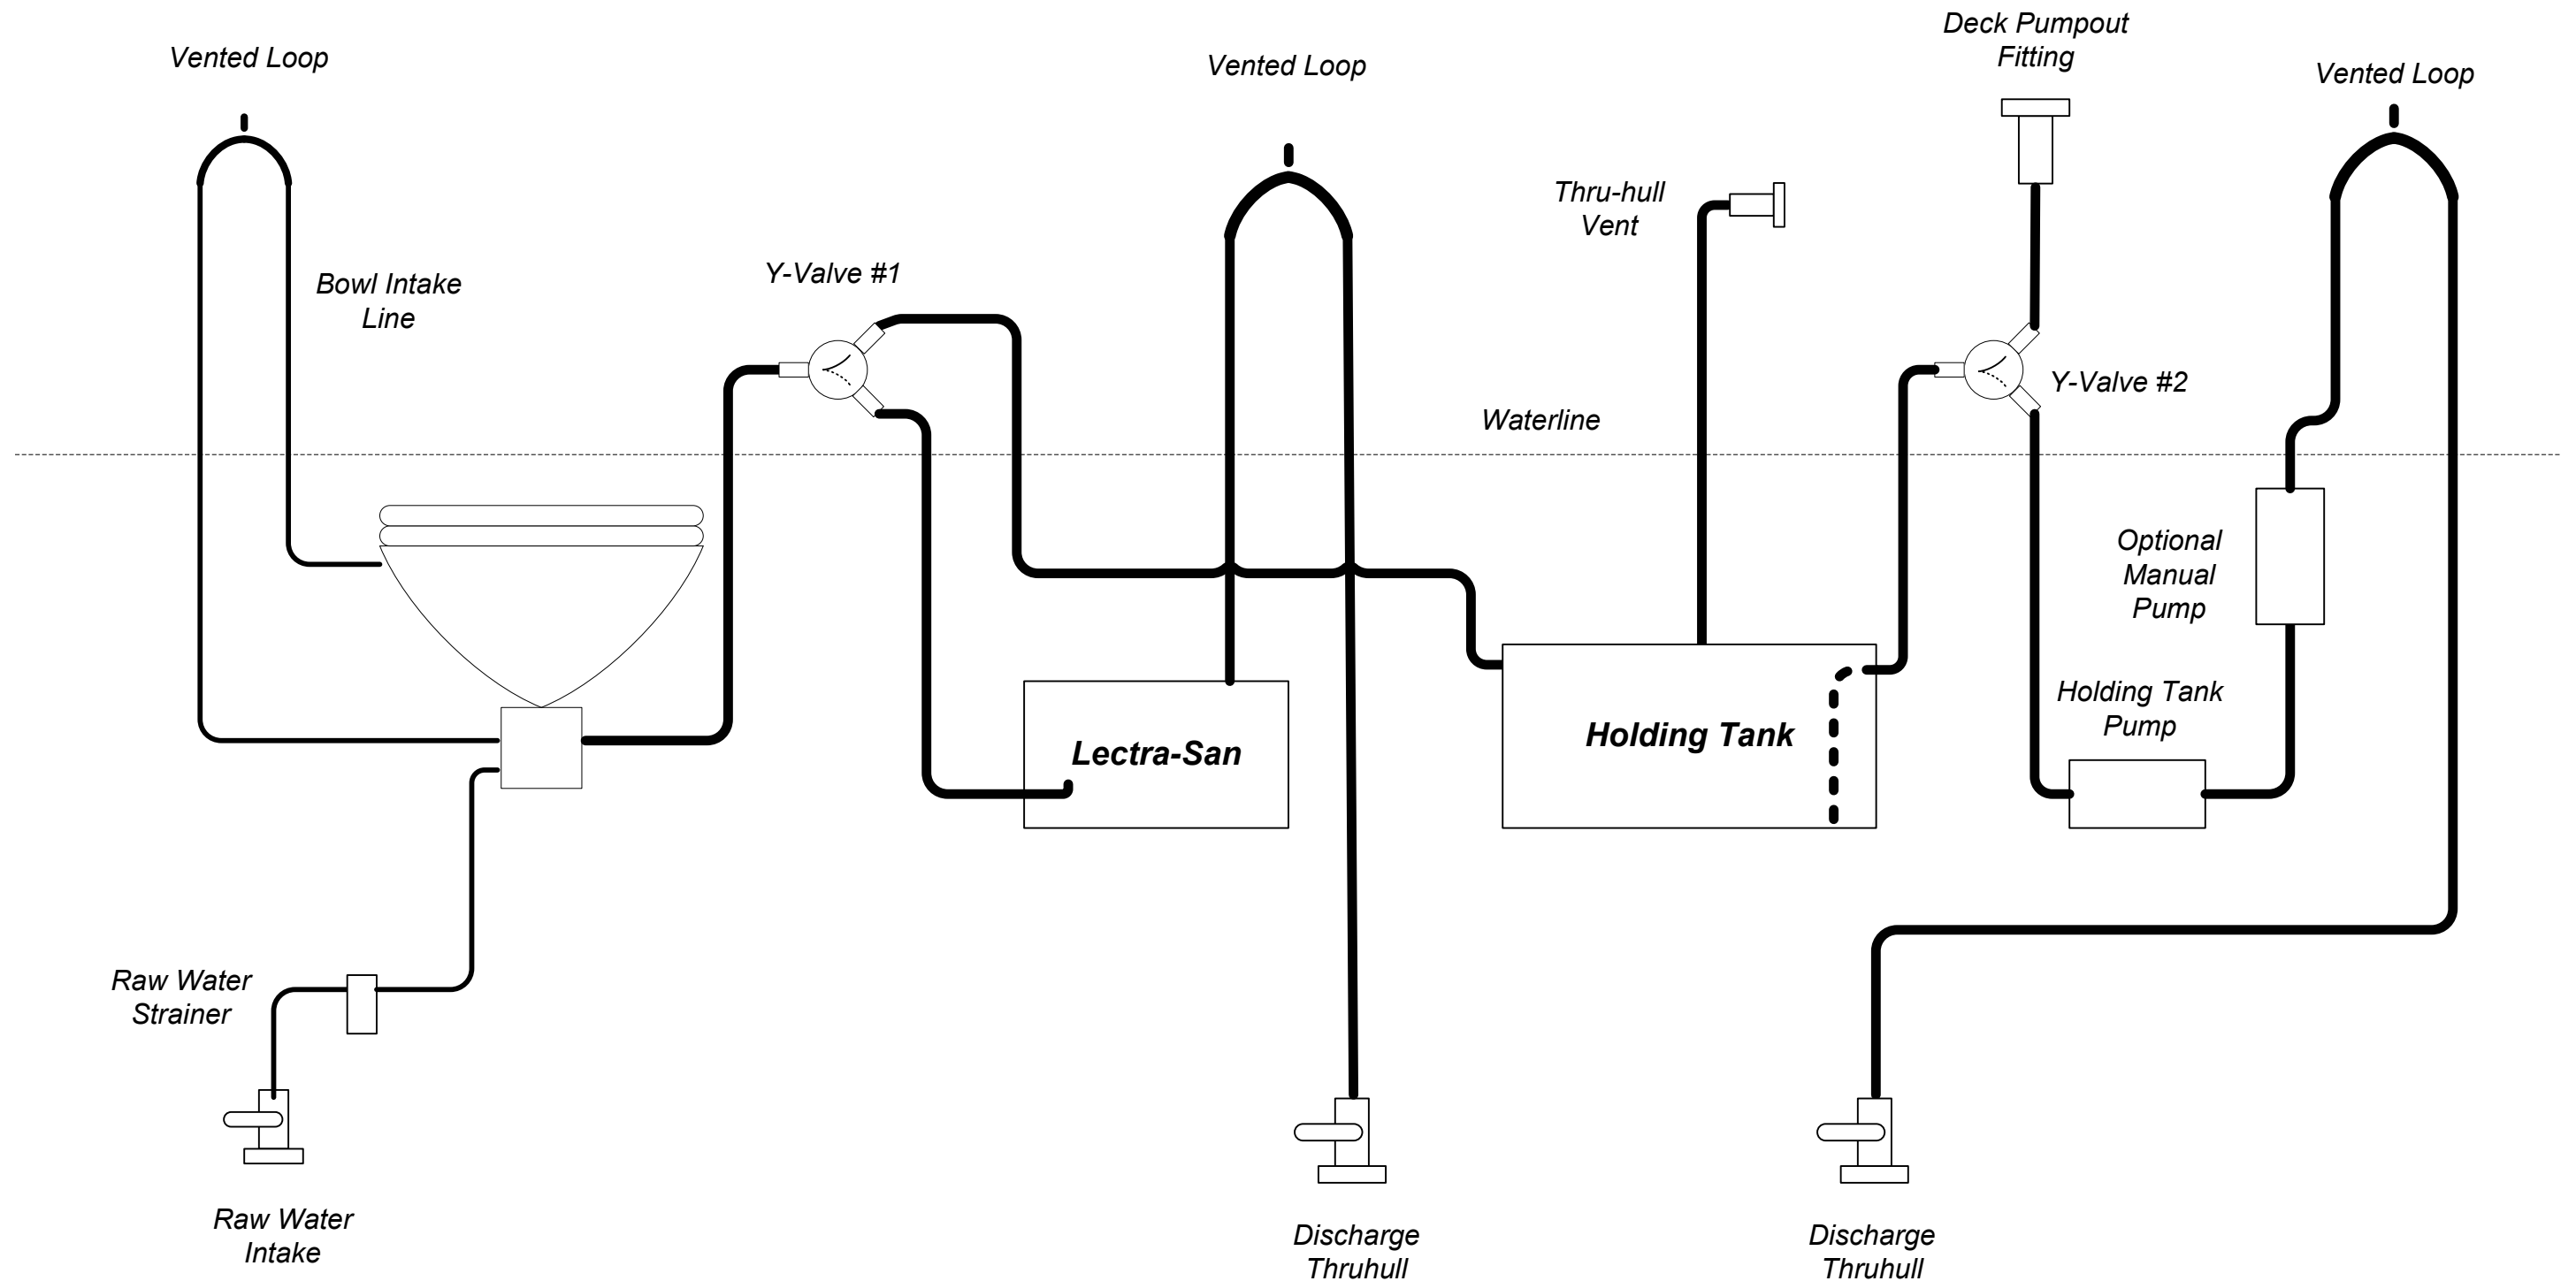 Vented Loop
Vented Loop
Deck Pumpout
Fitting
Vented Loop
Thru-hull
Vent
Bowl Intake
Line
Y-Valve #1
Y-Valve #2
Waterline
Optional
Manual
Pump
Holding Tank
Pump
Lectra-San
Holding Tank
Raw Water
Strainer
Raw Water
Intake
Discharge
Thruhull
Discharge
Thruhull